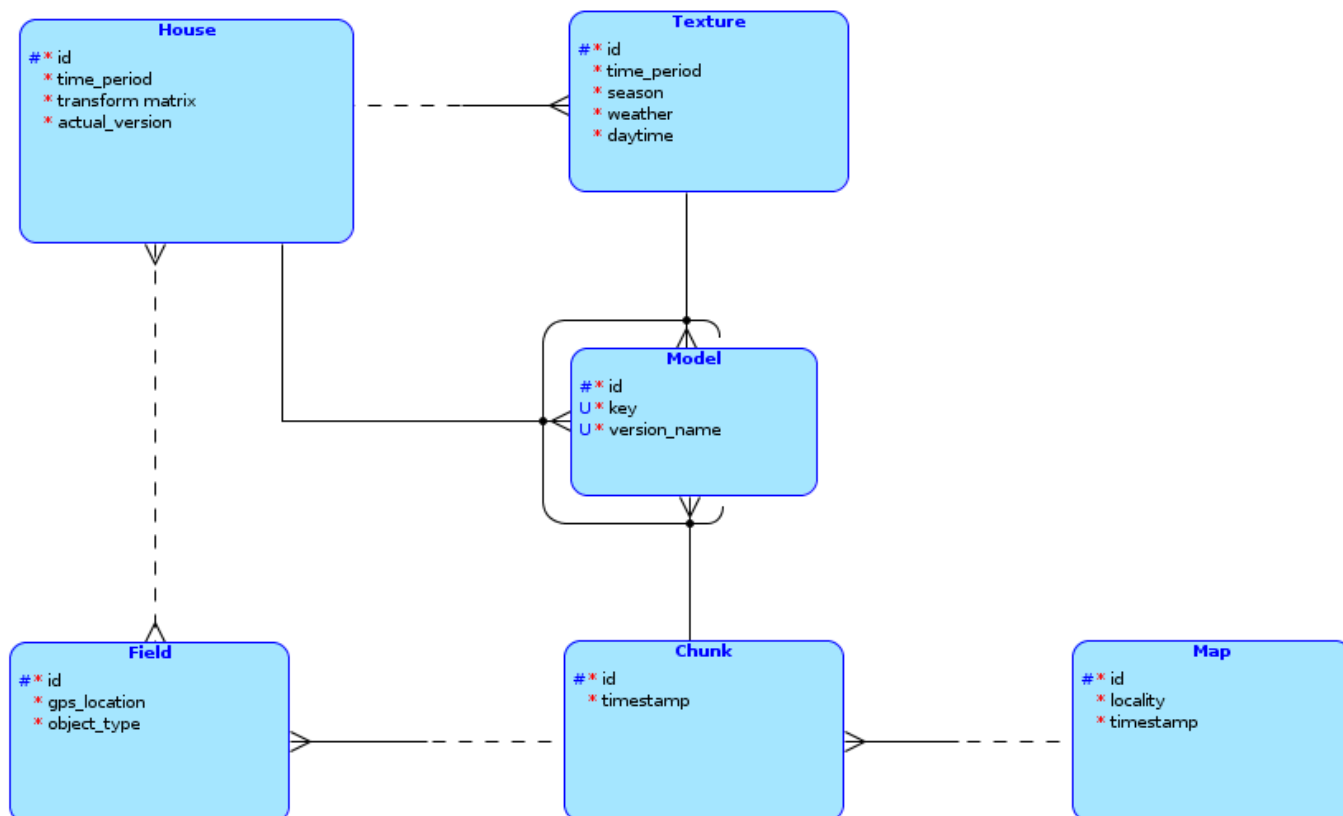 House
#* id
* time_period
* transform matrix
* actual_version
Texture
#* id
* time_period
* season
* weather
* daytime
Model
#* id
U* key
U* version_name
Field
#* id
* gps_location
* object_type
Chunk
#* id
* timestamp
Map
#* id
* locality
* timestamp